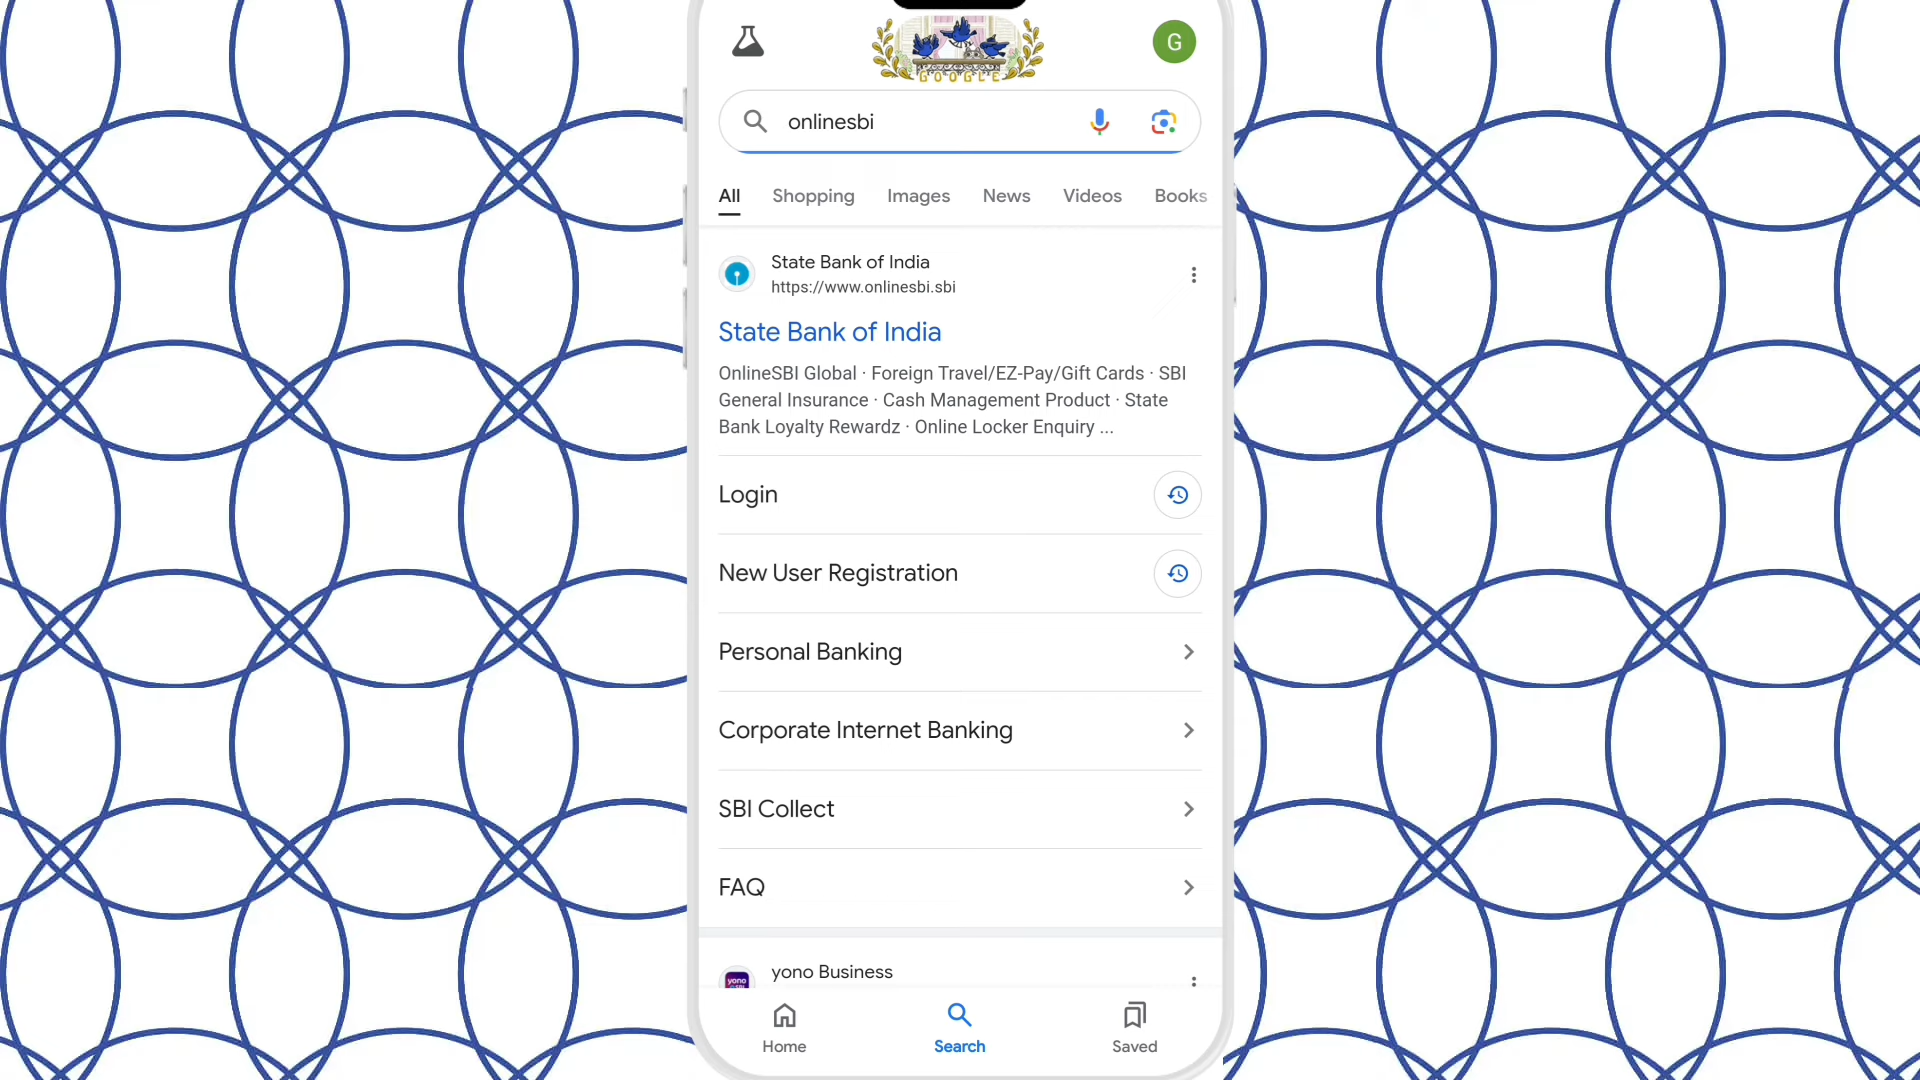 GOOGLE
G
onlinesbi
All Shopping Images News Videos Books
State Bank of India
https://www.onlinesbi.sbi
State Bank of India
OnlineSBI Global · Foreign Travel/EZ-Pay/Gift Cards · SBI
General Insurance · Cash Management Product · State
Bank Loyalty Rewardz · Online Locker Enquiry ...
Login
New User Registration
Personal Banking
Corporate Internet Banking
SBI Collect
FAQ
yono Business
yono
Home Search Saved